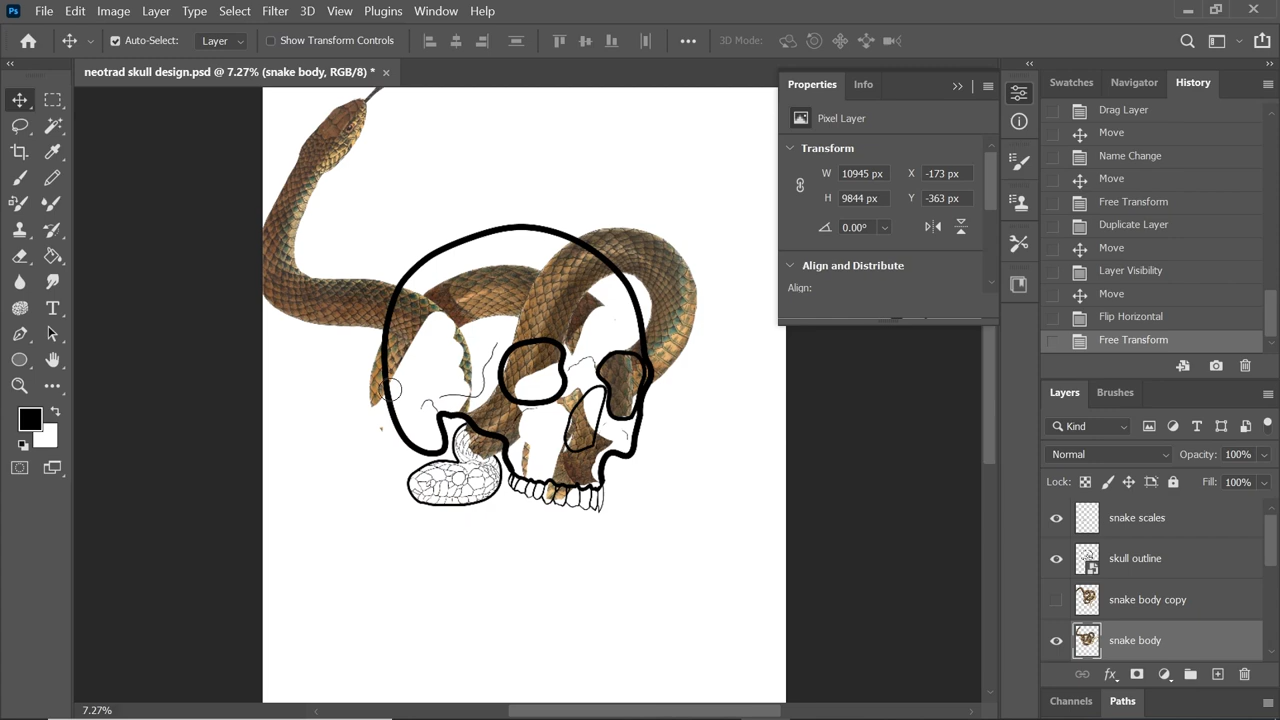 Ps File Edit Image Layer Type Select Filter 3D View Plugins Window Help
Auto-Select: Layer Show Transform Controls 3D Mode:
neotrad skull design.psd @ 7.27% (snake body, RGB/8) *
Properties Info
Pixel Layer
Transform
W 10945 px X -173 px
H 9844 px Y -363 px
0.00°
Align and Distribute
Align:
Swatches Navigator History
Drag Layer
Move
Name Change
Move
Free Transform
Duplicate Layer
Move
Layer Visibility
Move
Flip Horizontal
Free Transform
Layers Brushes
Kind
Normal Opacity: 100%
Lock: Fill: 100%
snake scales
skull outline
snake body copy
snake body
Channels Paths
7.27%